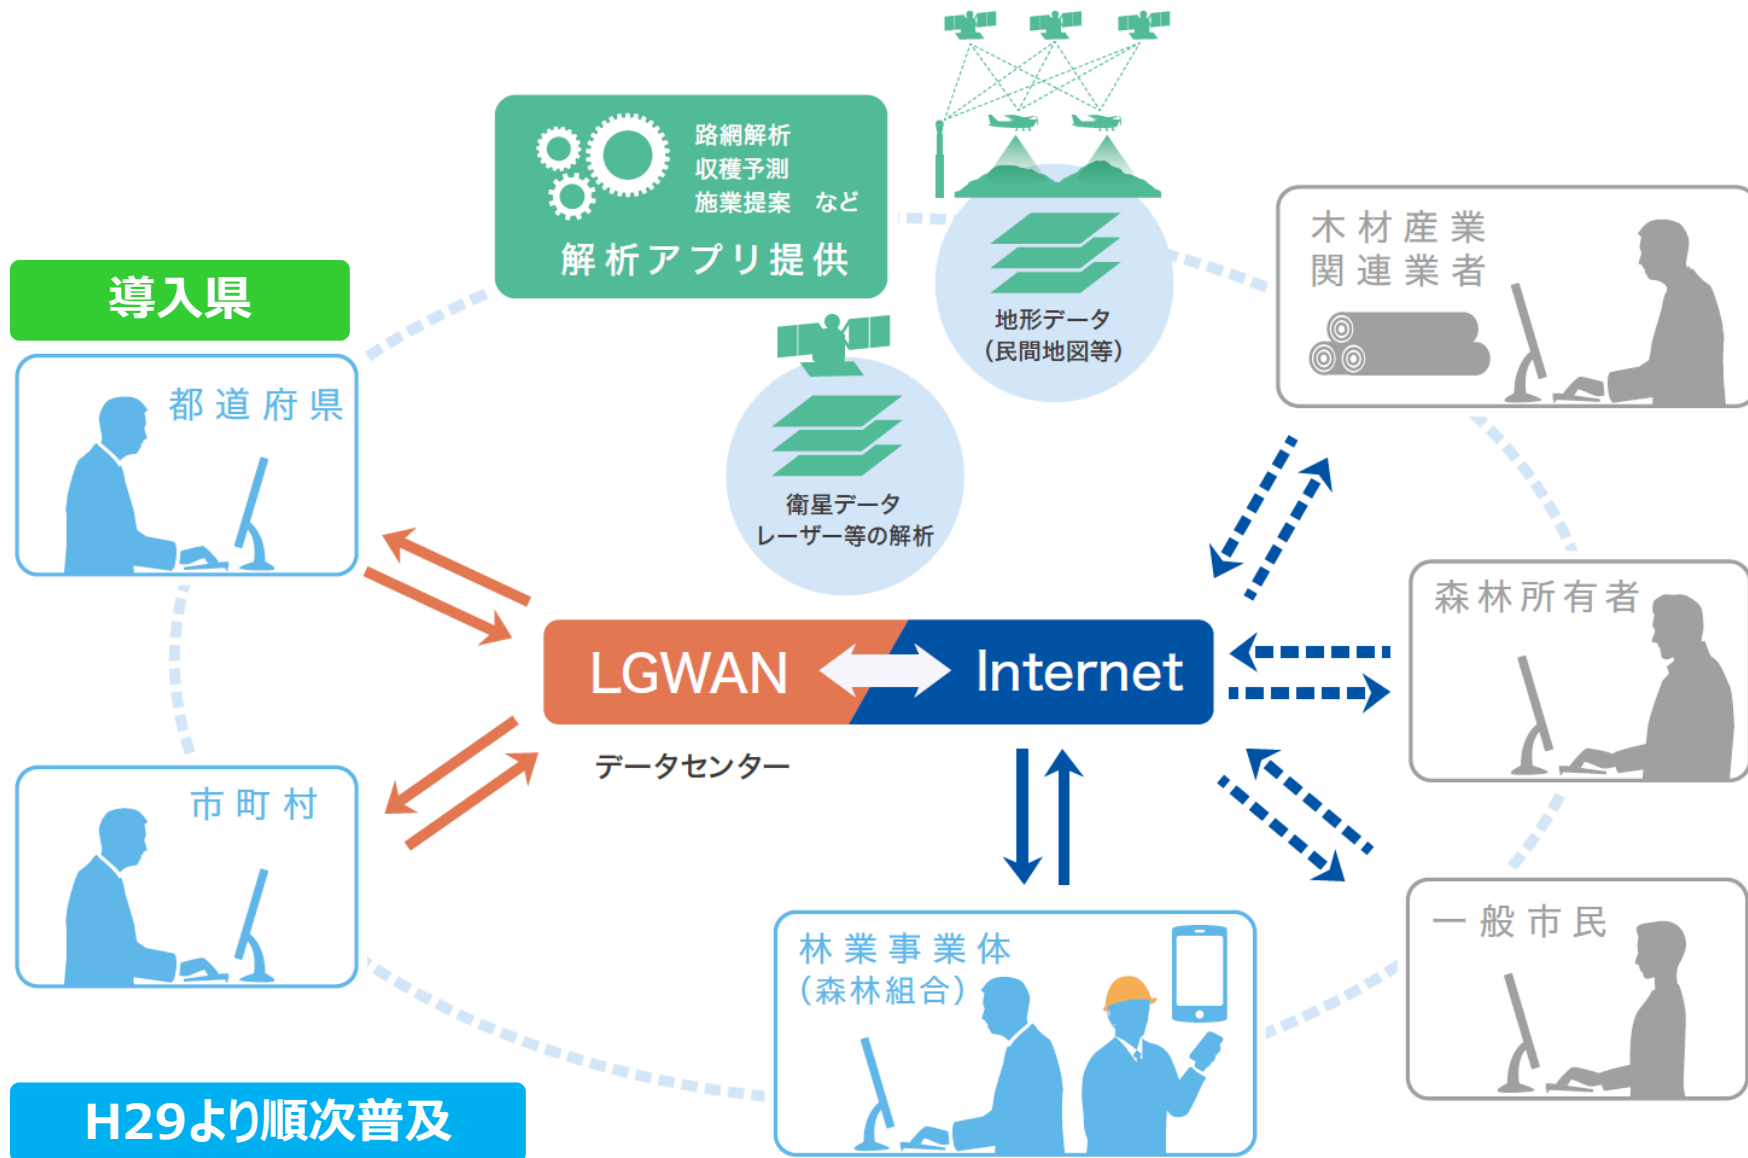 路網解析
収穫予測
施業提案 など
解析アプリ提供
木材産業
関連業者
導入県
地形データ
（民間地図等）
都道府県
衛星データ
レーザー等の解析
森林所有者
LGWAN
Internet
データセンター
市町村
一般市民
林業事業体
（森林組合）
H29より順次普及